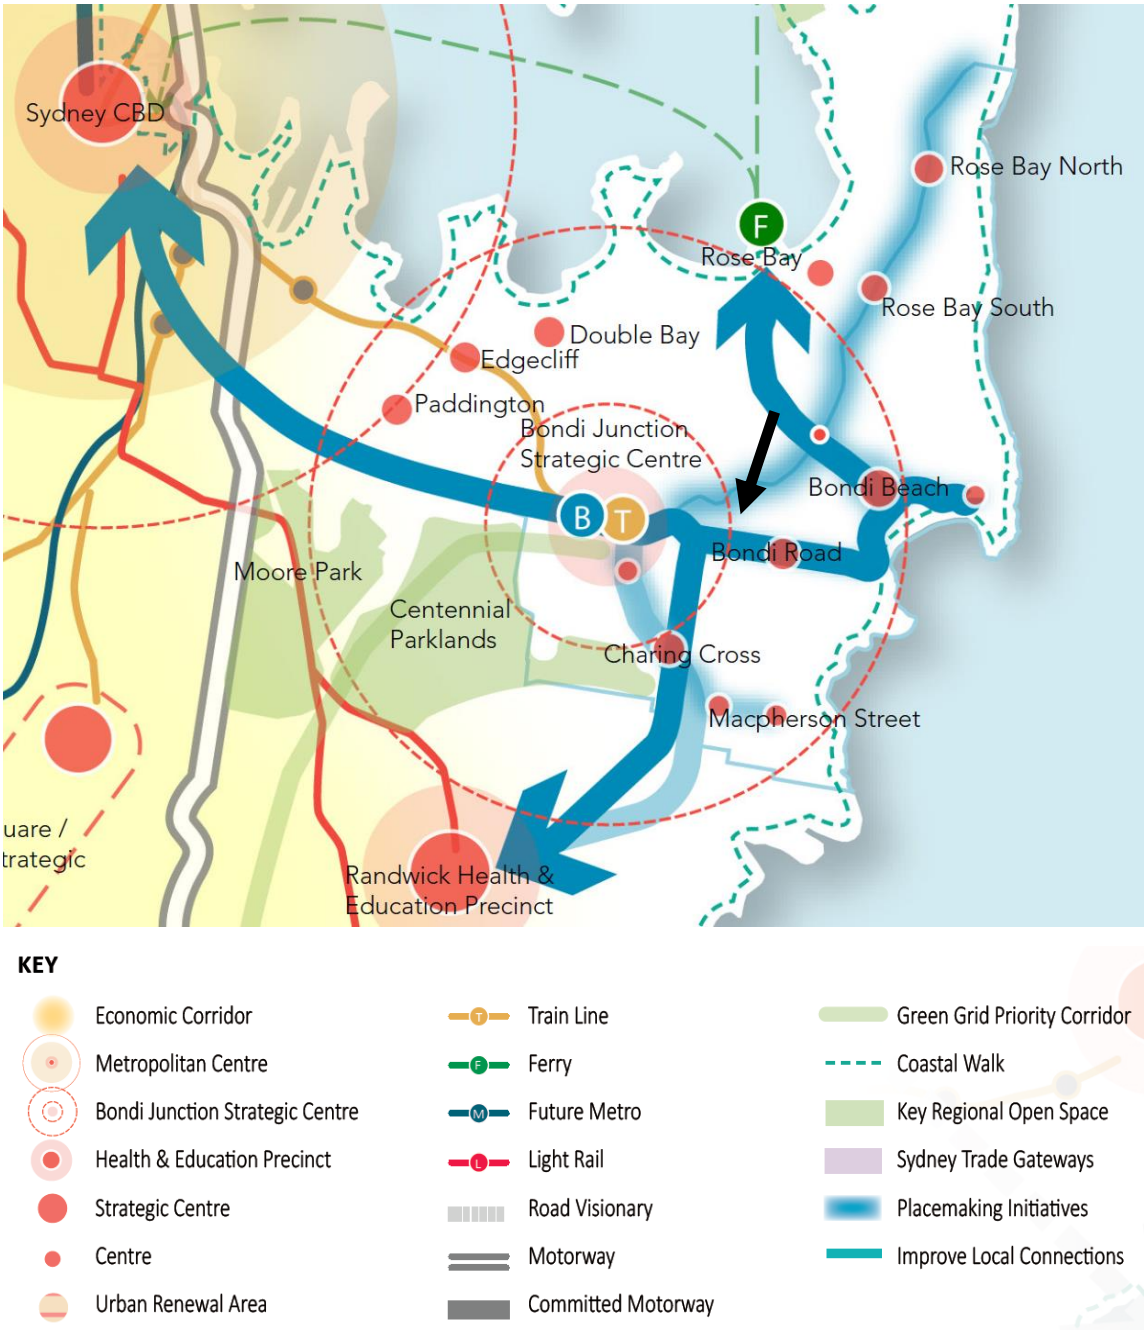 Sydney CBD
Rose Bay North
F
Rose Bay
Rose Bay South
Double Bay
Edgecliff
Paddington
Bondi Junction
Strategic Centre
Bondi Beach
B
T
Bondi Road
Moore Park
Centennial
Parklands
Charing Cross
Macpherson Street
uare /
trategic
Randwick Health &
Education Precinct
KEY
Economic Corridor
Metropolitan Centre
Bondi Junction Strategic Centre
Health & Education Precinct
Strategic Centre
Centre
Urban Renewal Area
T
Train Line
F
Ferry
M
Future Metro
L
Light Rail
Road Visionary
Motorway
Committed Motorway
Green Grid Priority Corridor
Coastal Walk
Key Regional Open Space
Sydney Trade Gateways
Placemaking Initiatives
Improve Local Connections